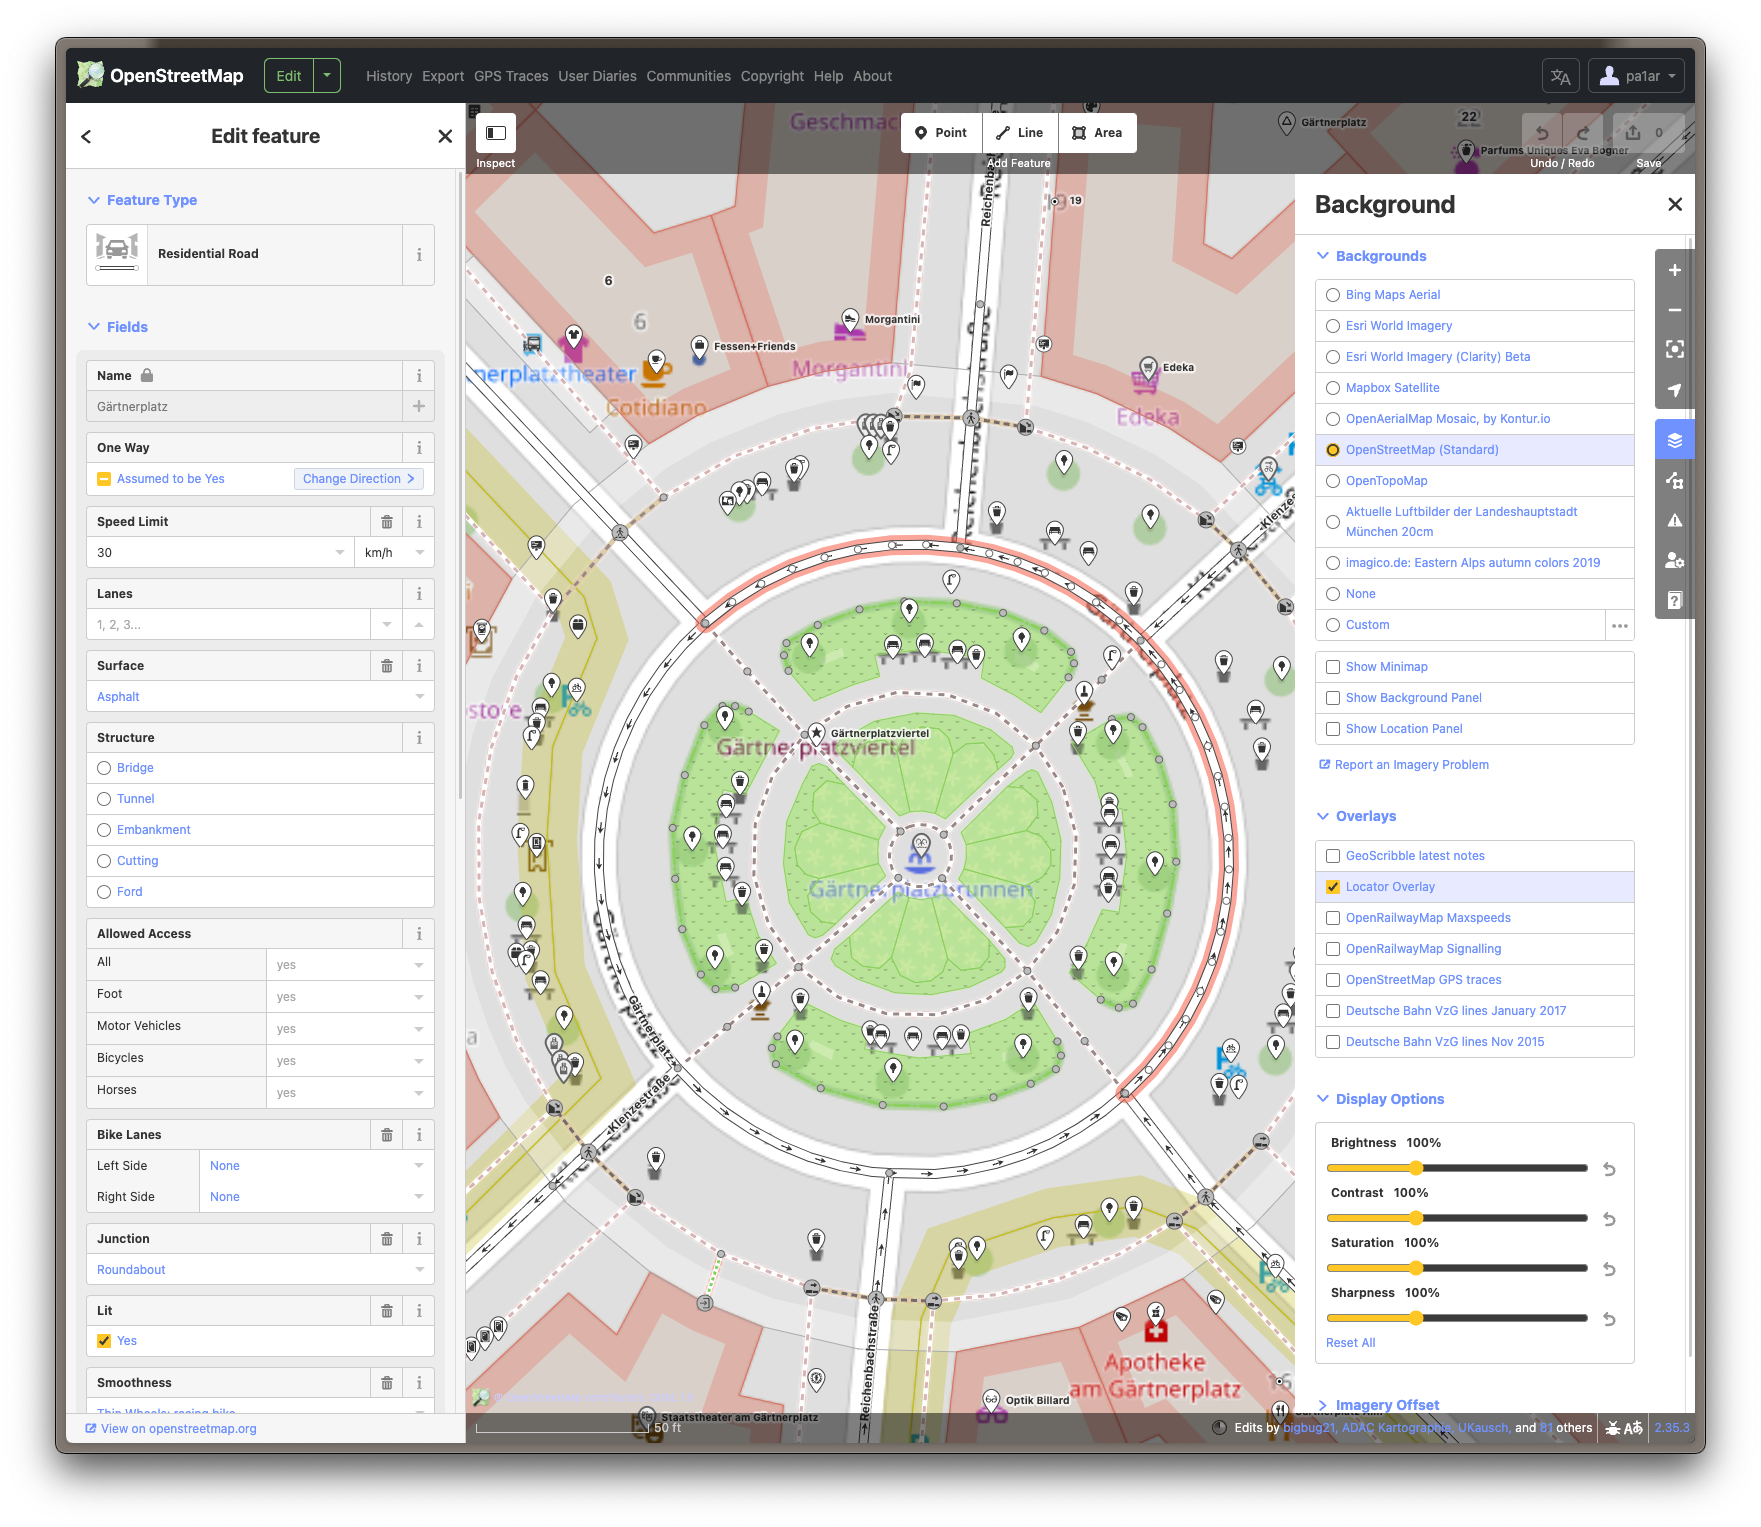 OpenStreetMap Edit History Export GPS Traces User Diaries Communities Copyright Help About pa1ar
Edit feature
Feature Type
Residential Road
Fields
Name
Gärtnerplatz
One Way
Assumed to be Yes Change Direction
Speed Limit
30 km/h
Lanes
1, 2, 3...
Surface
Asphalt
Structure
Bridge
Tunnel
Embankment
Cutting
Ford
Allowed Access
All yes
Foot yes
Motor Vehicles yes
Bicycles yes
Horses yes
Bike Lanes
Left Side None
Right Side None
Junction
Roundabout
Lit
Yes
Smoothness
Thin Wheels: racing bike
View on openstreetmap.org
Inspect
Point Line Area
Add Feature
Undo / Redo
0
Save
Gärtnerplatz
22
Parfums Uniques Eva Bogner
19
6
6
Morgantini
Morgantini
Fessen+Friends
Cotidiano
Edeka
Edeka
Reichenbachstraße
Gärtnerplatzviertel
Gärtnerplatzviertel
Gärtnerplatzbrunnen
store
Gärtnerplatz
Klenzestraße
Reichenbachstraße
Apotheke
am Gärtnerplatz
Optik Billard
Staatstheater am Gärtnerplatz
50 ft
Edits by bigbug21, ADAC Kartographie, UKausch, and 81 others
2.35.3
Background
Backgrounds
Bing Maps Aerial
Esri World Imagery
Esri World Imagery (Clarity) Beta
Mapbox Satellite
OpenAerialMap Mosaic, by Kontur.io
OpenStreetMap (Standard)
OpenTopoMap
Aktuelle Luftbilder der Landeshauptstadt
München 20cm
imagico.de: Eastern Alps autumn colors 2019
None
Custom
Show Minimap
Show Background Panel
Show Location Panel
Report an Imagery Problem
Overlays
GeoScribble latest notes
Locator Overlay
OpenRailwayMap Maxspeeds
OpenRailwayMap Signalling
OpenStreetMap GPS traces
Deutsche Bahn VzG lines January 2017
Deutsche Bahn VzG lines Nov 2015
Display Options
Brightness 100%
Contrast 100%
Saturation 100%
Sharpness 100%
Reset All
Imagery Offset